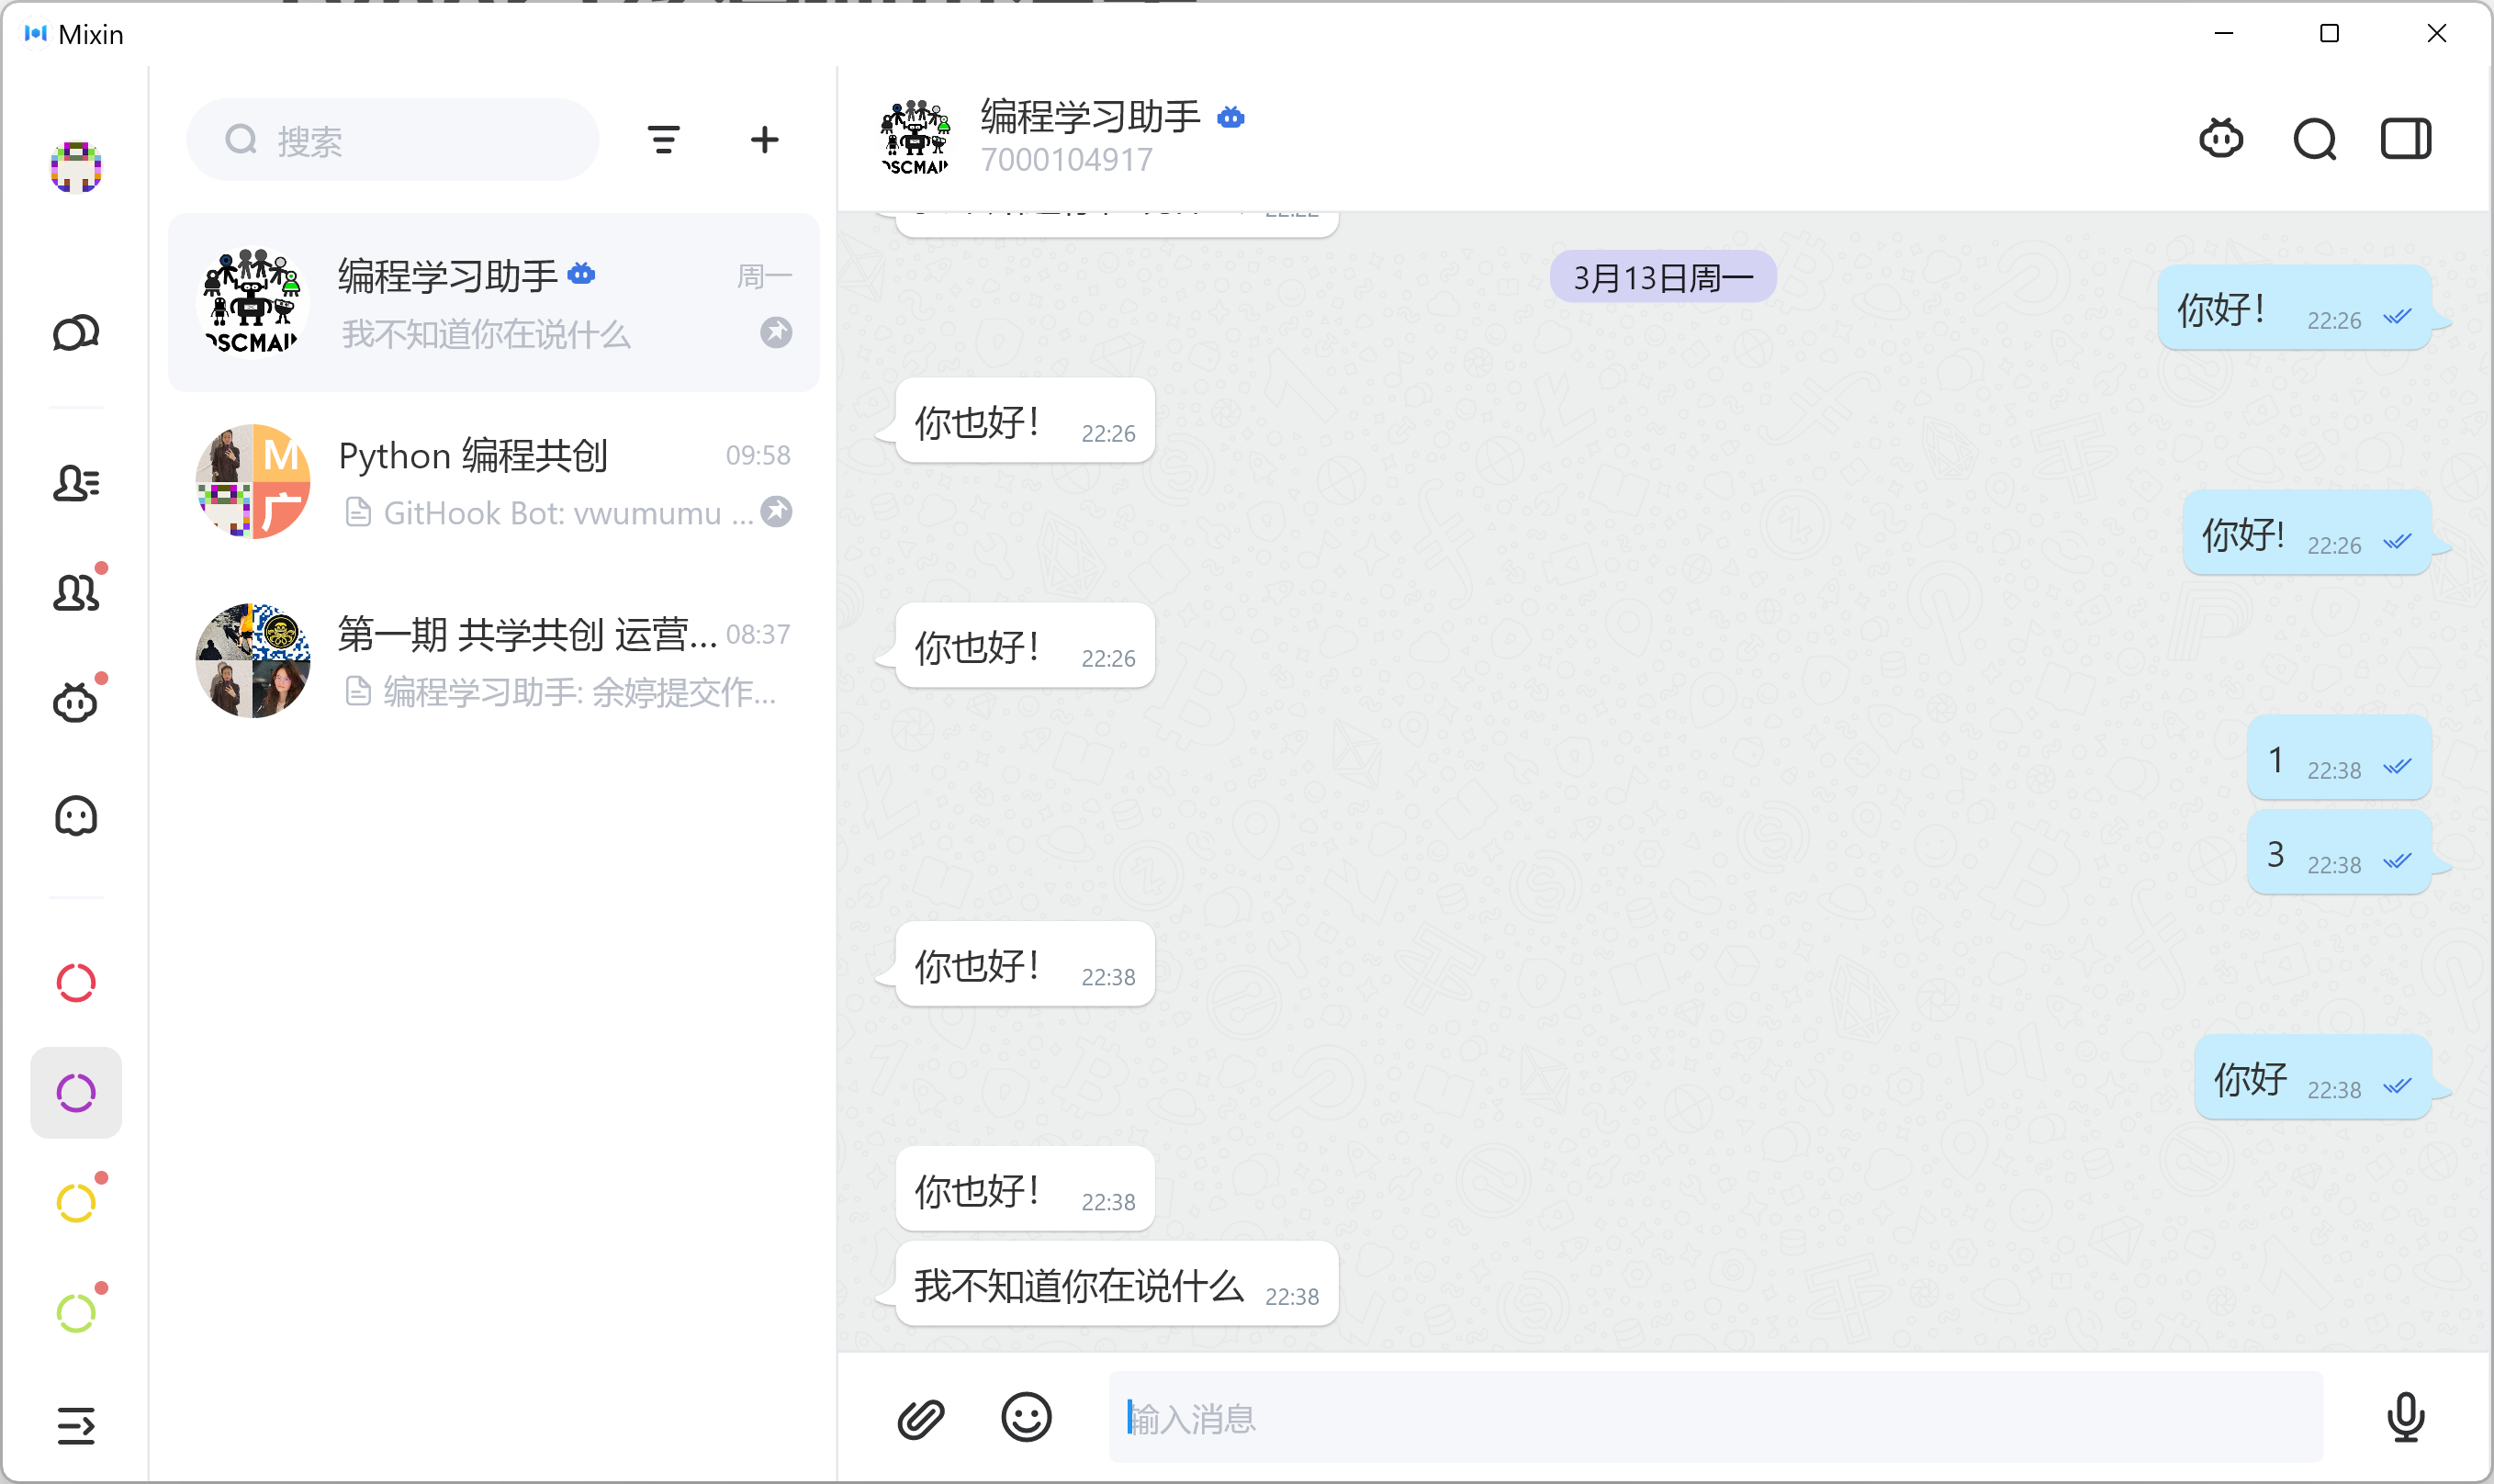 Mixin
搜索
编程学习助手
周一
我不知道你在说什么
OSCMAIN
M
广
Python 编程共创
09:58
GitHook Bot: vwumumu ...
第一期 共学共创 运营...
08:37
编程学习助手: 余婷提交作...
编程学习助手
7000104917
OSCMAIN
3月13日周一
你好！ 22:26
你也好！ 22:26
你好! 22:26
你也好！ 22:26
1 22:38
3 22:38
你也好！ 22:38
你好 22:38
你也好！ 22:38
我不知道你在说什么 22:38
输入消息